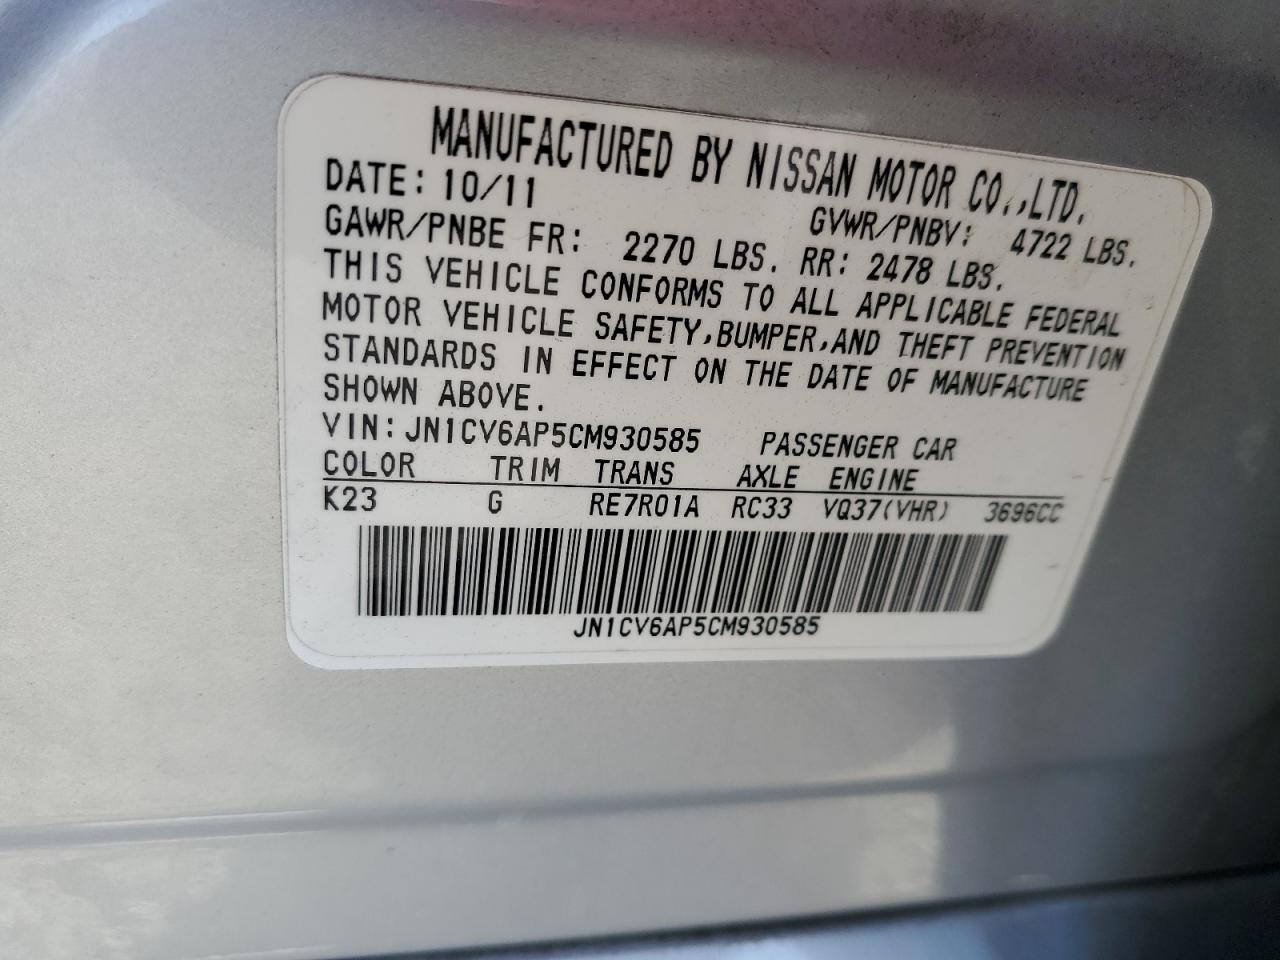 MANUFACTURED BY NISSAN MOTOR CO.,LTD.
DATE: 10/11 GVWR/PNBV: 4722 LBS.
GAWR/PNBE FR: 2270 LBS. RR: 2478 LBS.
THIS VEHICLE CONFORMS TO ALL APPLICABLE FEDERAL
MOTOR VEHICLE SAFETY,BUMPER,AND THEFT PREVENTION
STANDARDS IN EFFECT ON THE DATE OF MANUFACTURE
SHOWN ABOVE.
VIN:JN1CV6AP5CM930585 PASSENGER CAR
COLOR TRIM TRANS AXLE ENGINE
K23 G RE7R01A RC33 VQ37(VHR) 3696CC
JN1CV6AP5CM930585